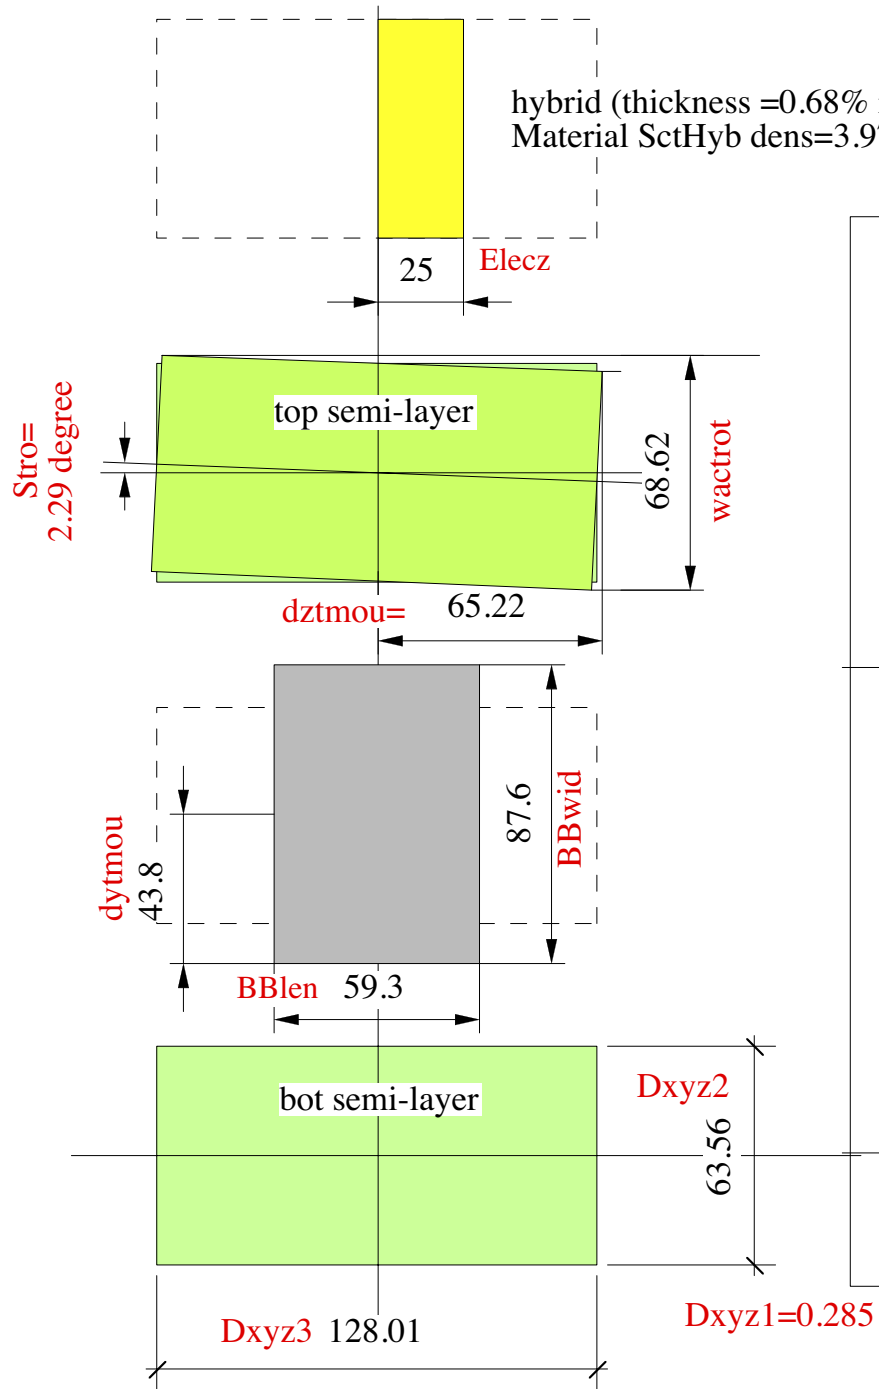 hybrid (thickness =0.68%
Material SctHyb dens=3.9
Elecz
25
top semi-layer
Stro=
2.29 degree
68.62
wactrot
dztmou= 65.22
87.6
BBwid
dytmou
43.8
BBlen 59.3
bot semi-layer
Dxyz2
63.56
Dxyz3 128.01
Dxyz1=0.285